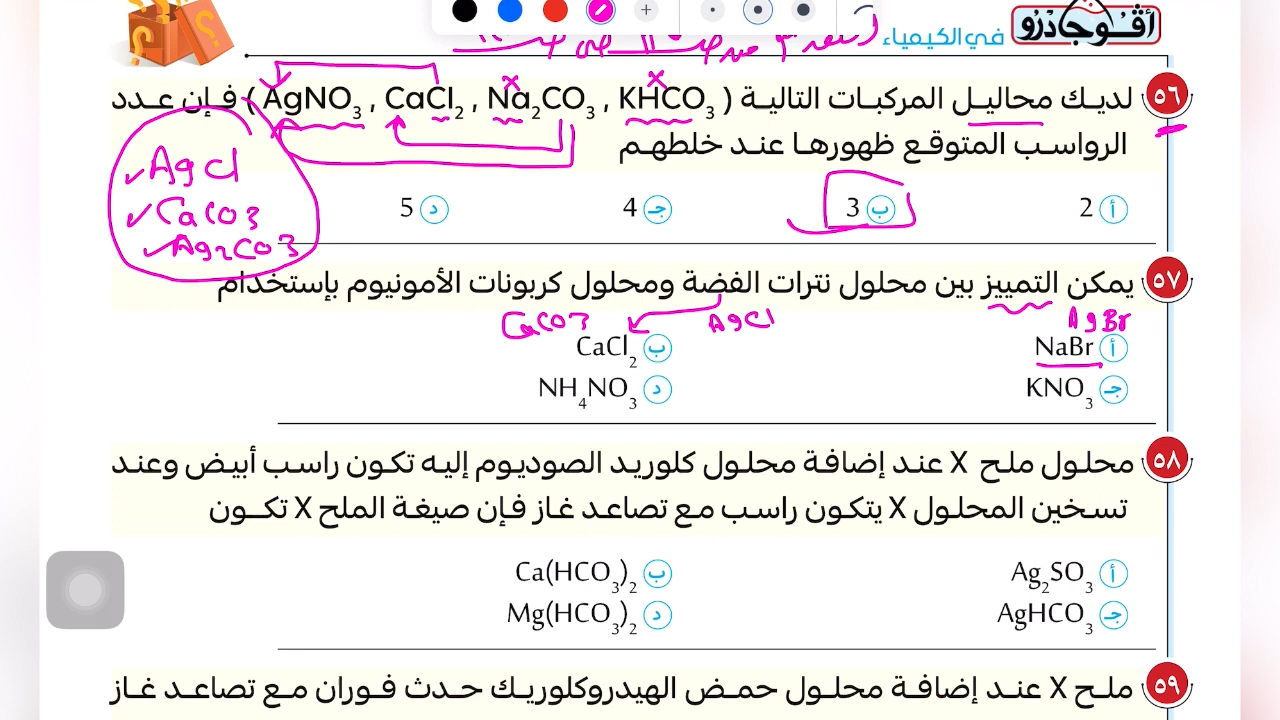 أفوجادرو
في الكيمياء
٥٦ لديك محاليل المركبات التالية ( AgNO3 , CaCl2 , Na2CO3 , KHCO3 ) فإن عدد
الرواسب المتوقع ظهورها عند خلطهم
أ 2 ب 3 جـ 4 د 5
AgCl
CaCO3
Ag2CO3
٥٧ يمكن التمييز بين محلول نترات الفضة ومحلول كربونات الأمونيوم بإستخدام
AgBr AgCl CaCO3
أ NaBr ب CaCl2
جـ KNO3 د NH4NO3
٥٨ محلول ملح X عند إضافة محلول كلوريد الصوديوم إليه تكون راسب أبيض وعند
تسخين المحلول X يتكون راسب مع تصاعد غاز فإن صيغة الملح X تكون
أ Ag2SO3 ب Ca(HCO3)2
جـ AgHCO3 د Mg(HCO3)2
٥٩ ملح X عند إضافة محلول حمض الهيدروكلوريك حدث فوران مع تصاعد غاز